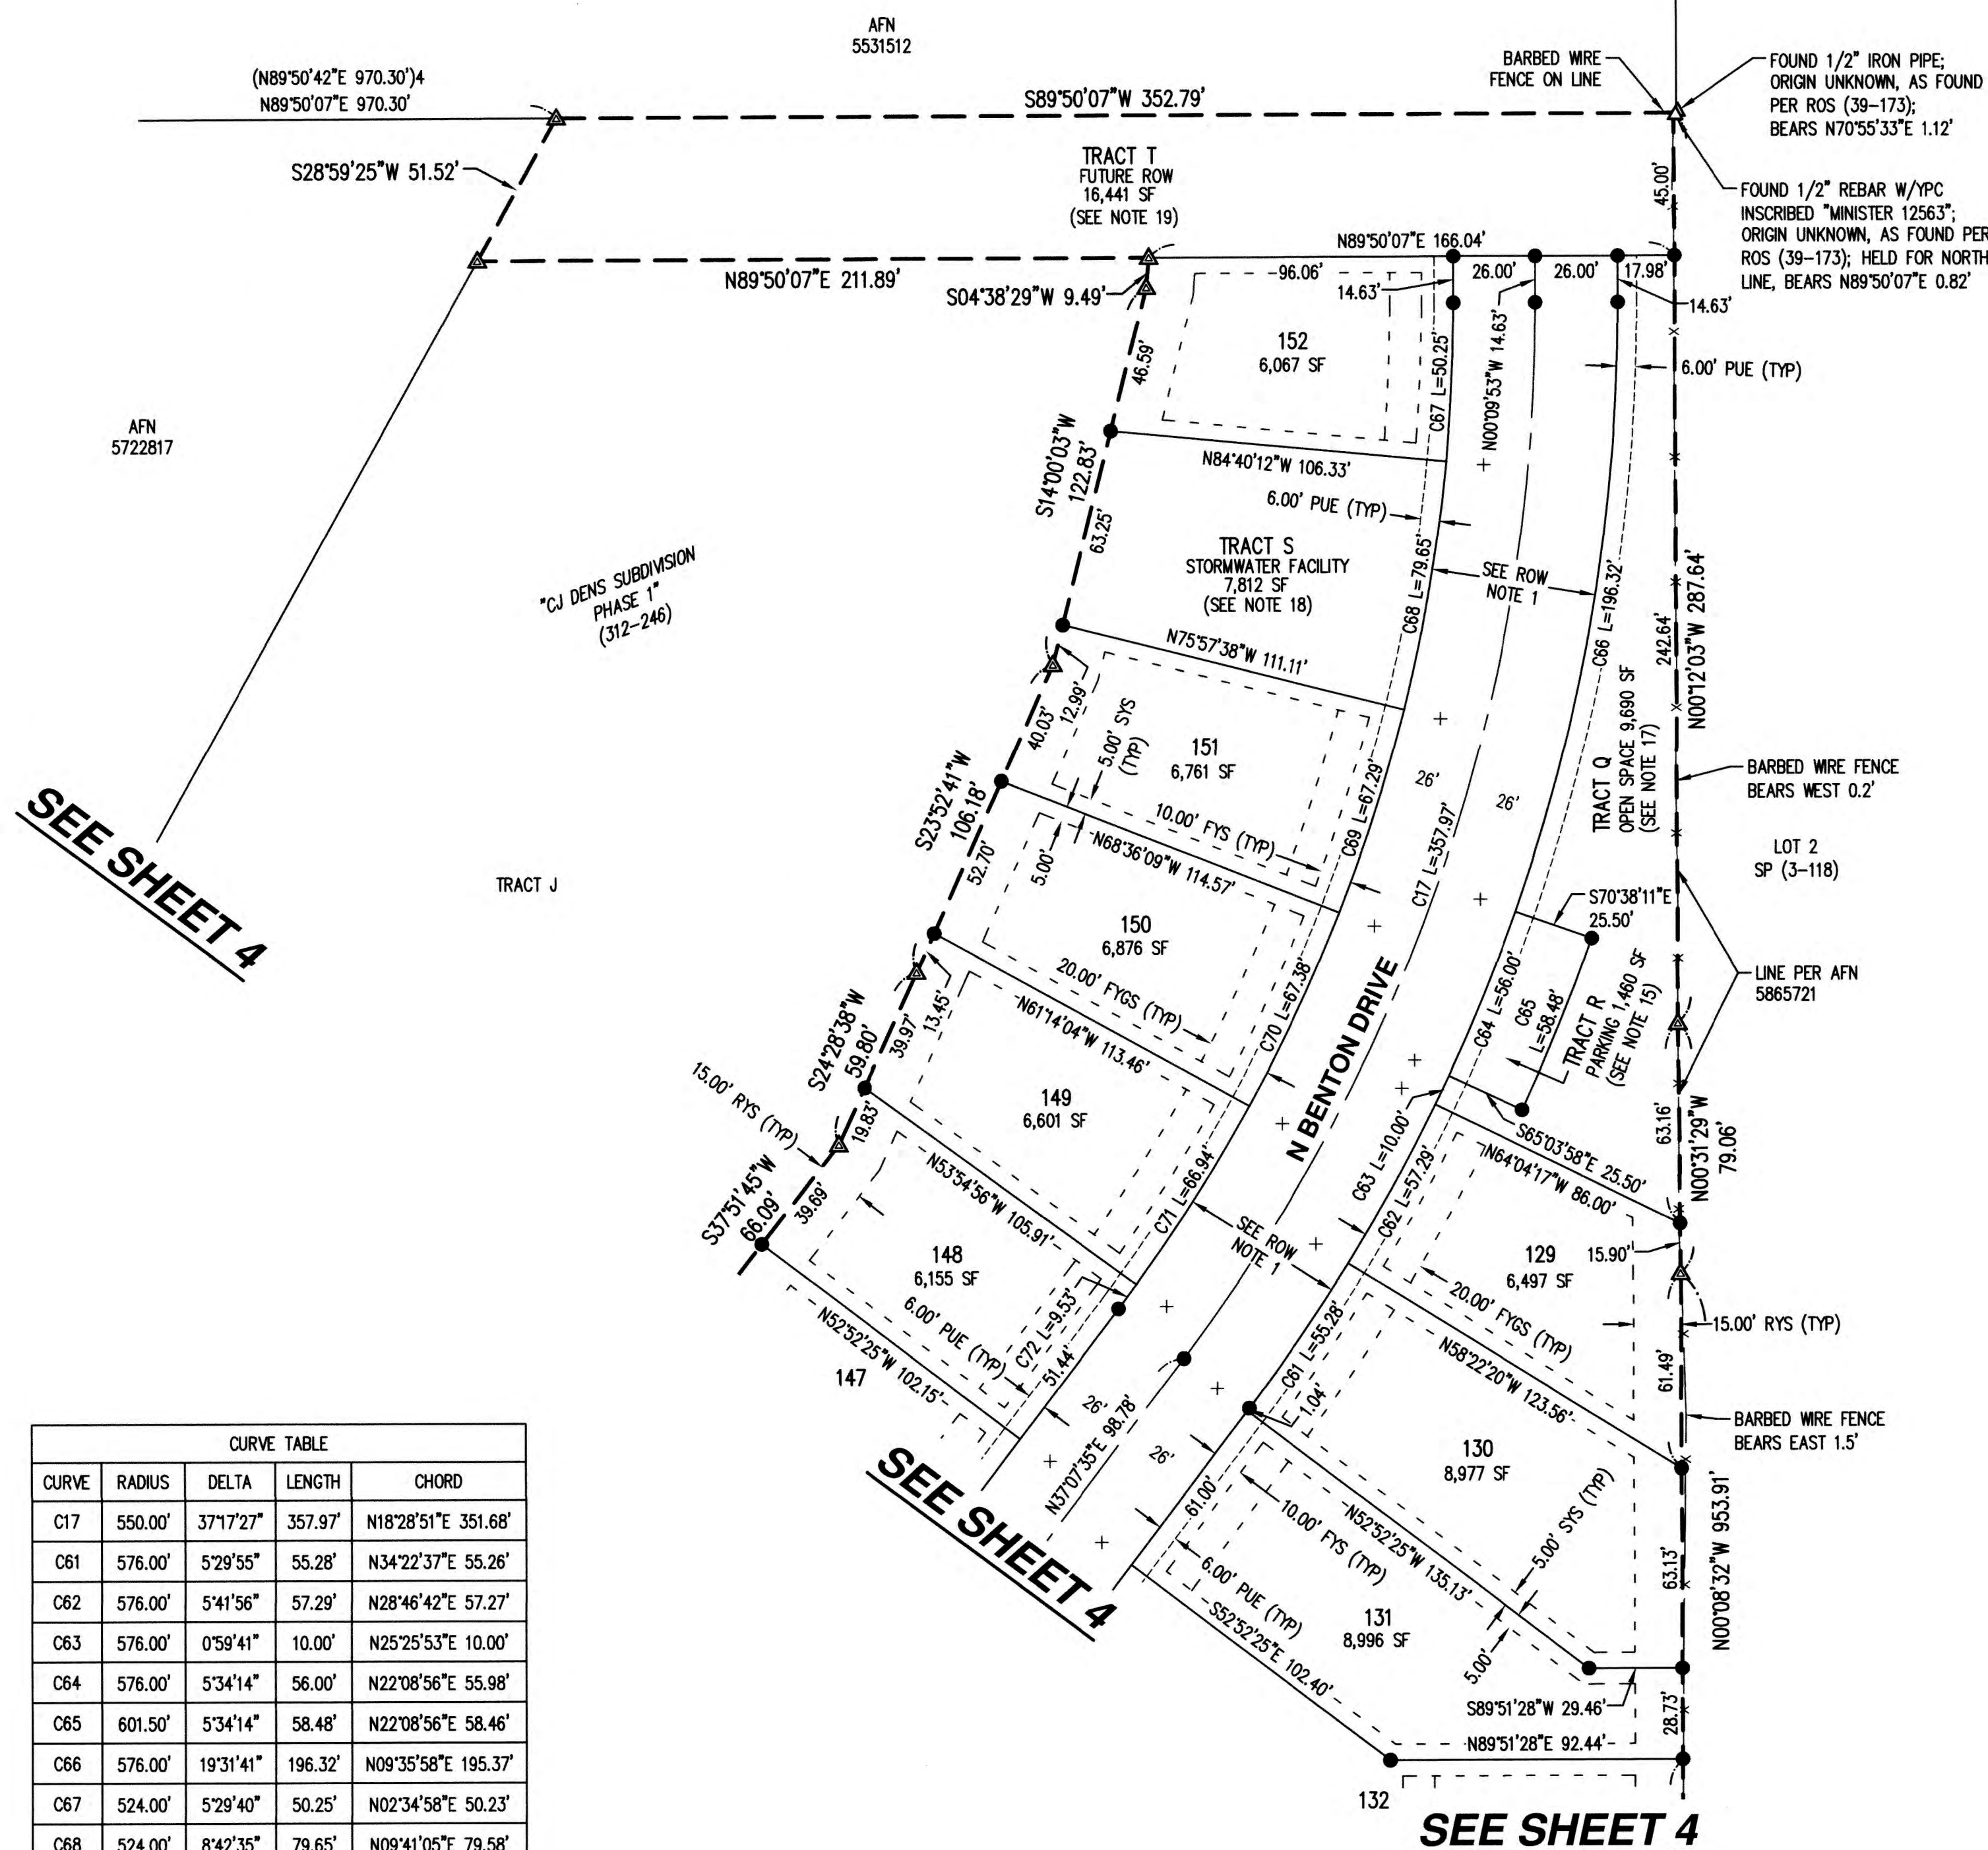 AFN
5531512
(N89°50'42"E 970.30')4
N89°50'07"E 970.30'
S89°50'07"W 352.79'
BARBED WIRE
FENCE ON LINE
FOUND 1/2" IRON PIPE;
ORIGIN UNKNOWN, AS FOUND
PER ROS (39-173);
BEARS N70°55'33"E 1.12'
S28°59'25"W 51.52'
TRACT T
FUTURE ROW
16,441 SF
(SEE NOTE 19)
45.00'
FOUND 1/2" REBAR W/YPC
INSCRIBED "MINISTER 12563";
ORIGIN UNKNOWN, AS FOUND PER
ROS (39-173); HELD FOR NORTH
LINE, BEARS N89°50'07"E 0.82'
N89°50'07"E 166.04'
N89°50'07"E 211.89'
S04°38'29"W 9.49'
96.06'
14.63'
26.00'
26.00'
17.98'
14.63'
N00°09'53"W 14.63'
152
6,067 SF
46.59'
C67 L=50.25'
6.00' PUE (TYP)
AFN
5722817
S14°00'03"W
122.83'
N84°40'12"W 106.33'
6.00' PUE (TYP)
63.25'
TRACT S
STORMWATER FACILITY
7,812 SF
(SEE NOTE 18)
C68 L=79.65'
SEE ROW
NOTE 1
C66 L=196.32'
242.64'
N00°12'03"W 287.64'
"CJ DENS SUBDIVISION
PHASE 1"
(312-246)
N75°57'38"W 111.11'
12.99'
40.03'
5.00' SYS
(TYP)
151
6,761 SF
TRACT Q
OPEN SPACE 9,690 SF
(SEE NOTE 17)
BARBED WIRE FENCE
BEARS WEST 0.2'
26'
26'
S23°52'41"W
106.18'
10.00' FYS (TYP)
C69 L=67.29'
C17 L=357.97'
LOT 2
SP (3-118)
SEE SHEET 4
TRACT J
52.70'
5.00'
N68°36'09"W 114.57'
S70°38'11"E
25.50'
150
6,876 SF
20.00' FYGS (TYP)
LINE PER AFN
5865721
13.45'
39.97'
N61°14'04"W 113.46'
C70 L=67.38'
N BENTON DRIVE
C64 L=56.00'
C65
L=58.48'
TRACT R
PARKING 1,460 SF
(SEE NOTE 15)
S24°28'38"W
59.80'
15.00' RYS (TYP)
19.83'
149
6,601 SF
63.16'
N00°31'29"W
79.06'
S65°03'58"E 25.50'
N64°04'17"W 86.00'
C63 L=10.00'
S37°51'45"W
66.09'
39.69'
N53°54'56"W 105.91'
C71 L=66.94'
SEE ROW
NOTE 1
C62 L=57.29'
148
6,155 SF
6.00' PUE (TYP)
129
6,497 SF
15.90'
20.00' FYGS (TYP)
15.00' RYS (TYP)
N52°52'25"W 102.15'
C72 L=9.53'
51.44'
C61 L=55.28'
1.04'
N58°22'20"W 123.56'
61.49'
147
26'
26'
N37°07'35"E 98.78'
BARBED WIRE FENCE
BEARS EAST 1.5'
130
8,977 SF
SEE SHEET 4
61.00'
10.00' FYS (TYP)
N52°52'25"W 135.13'
5.00' SYS (TYP)
63.13'
N00°08'32"W 953.91'
6.00' PUE (TYP)
131
8,996 SF
5.00'
S52°52'25"E 102.40'
S89°51'28"W 29.46'
28.73'
N89°51'28"E 92.44'
132
SEE SHEET 4
CURVE TABLE
CURVE RADIUS DELTA LENGTH CHORD
C17 550.00' 37°17'27" 357.97' N18°28'51"E 351.68'
C61 576.00' 5°29'55" 55.28' N34°22'37"E 55.26'
C62 576.00' 5°41'56" 57.29' N28°46'42"E 57.27'
C63 576.00' 0°59'41" 10.00' N25°25'53"E 10.00'
C64 576.00' 5°34'14" 56.00' N22°08'56"E 55.98'
C65 601.50' 5°34'14" 58.48' N22°08'56"E 58.46'
C66 576.00' 19°31'41" 196.32' N09°35'58"E 195.37'
C67 524.00' 5°29'40" 50.25' N02°34'58"E 50.23'
C68 524.00' 8°42'35" 79.65' N09°41'05"E 79.58'